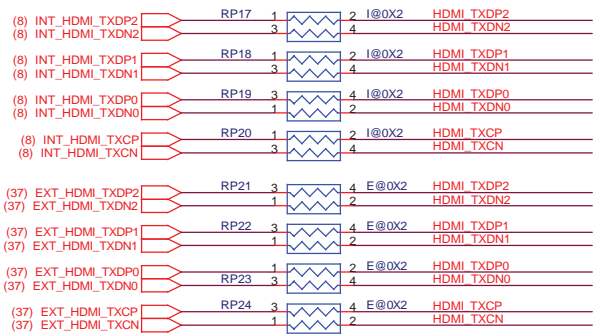 RP17 1 2 I@0X2 HDMI_TXDP2
(8) INT_HDMI_TXDP2
(8) INT_HDMI_TXDN2 3 4 HDMI_TXDN2
RP18 1 2 I@0X2 HDMI_TXDP1
(8) INT_HDMI_TXDP1
(8) INT_HDMI_TXDN1 3 4 HDMI_TXDN1
RP19 3 4 I@0X2 HDMI_TXDP0
(8) INT_HDMI_TXDP0
(8) INT_HDMI_TXDN0 1 2 HDMI_TXDN0
RP20 1 2 I@0X2 HDMI_TXCP
(8) INT_HDMI_TXCP
(8) INT_HDMI_TXCN 3 4 HDMI_TXCN
RP21 3 4 E@0X2 HDMI_TXDP2
(37) EXT_HDMI_TXDP2
(37) EXT_HDMI_TXDN2 1 2 HDMI_TXDN2
RP22 3 4 E@0X2 HDMI_TXDP1
(37) EXT_HDMI_TXDP1
(37) EXT_HDMI_TXDN1 1 2 HDMI_TXDN1
(37) EXT_HDMI_TXDP0 1 2 E@0X2 HDMI_TXDP0
(37) EXT_HDMI_TXDN0 RP23 3 4 HDMI_TXDN0
RP24 3 4 E@0X2 HDMI_TXCP
(37) EXT_HDMI_TXCP
(37) EXT_HDMI_TXCN 1 2 HDMI_TXCN